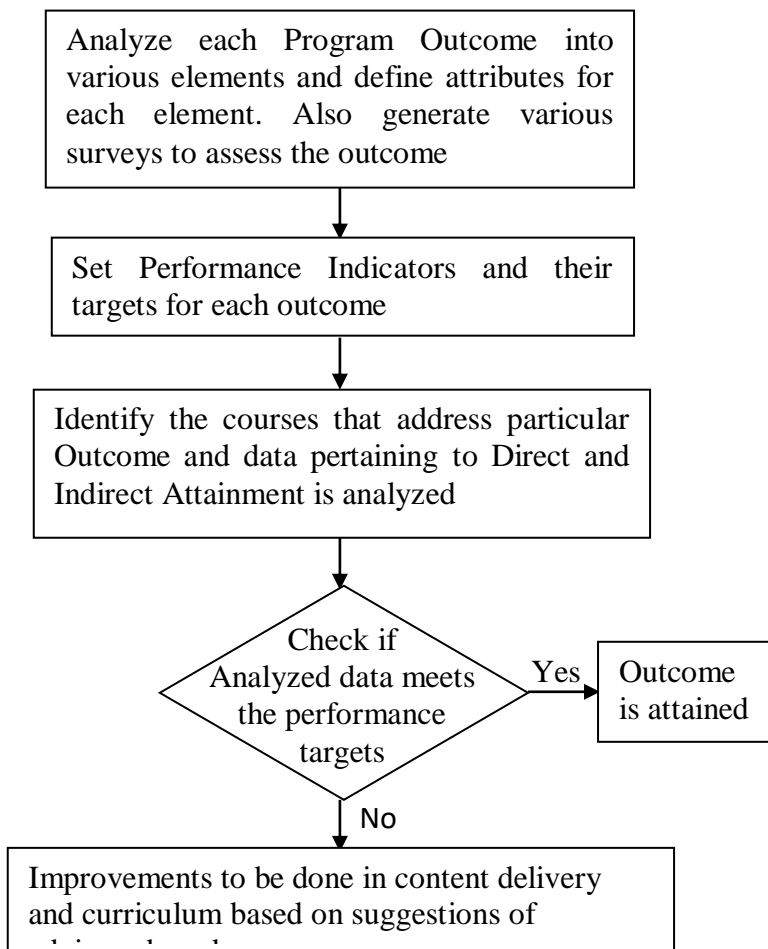 Analyze each Program Outcome into
various elements and define attributes for
each element. Also generate various
surveys to assess the outcome
Set Performance Indicators and their
targets for each outcome
Identify the courses that address particular
Outcome and data pertaining to Direct and
Indirect Attainment is analyzed
Check if
Analyzed data meets
the performance
targets
Yes
Outcome
is attained
No
Improvements to be done in content delivery
and curriculum based on suggestions of